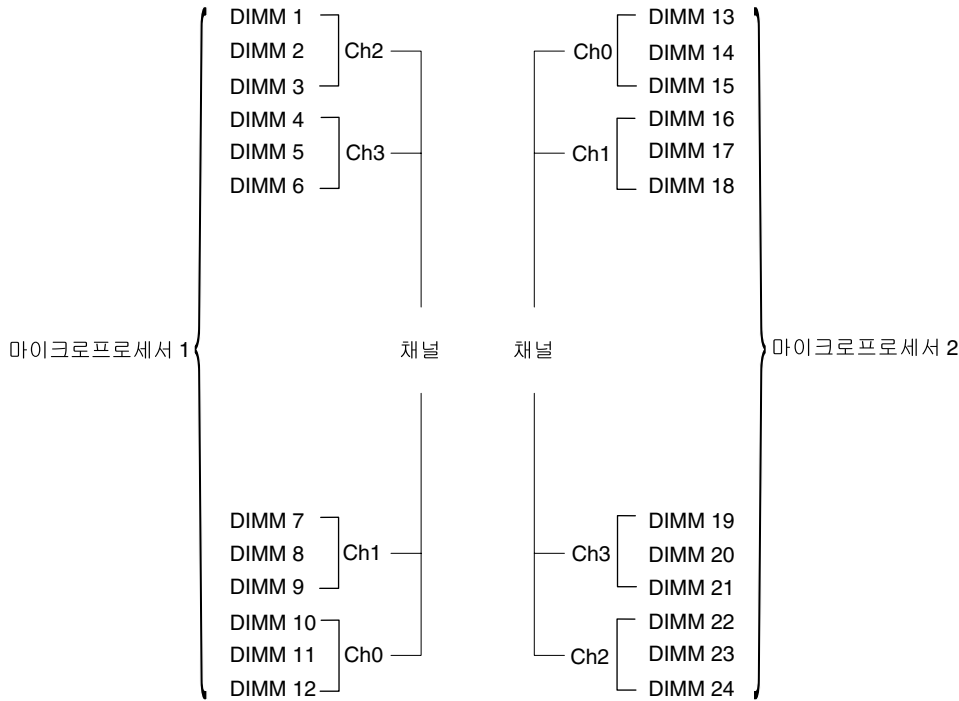 DIMM 1
DIMM 2
DIMM 3
Ch2
DIMM 4
DIMM 5
DIMM 6
Ch3
마이크로프로세서 1
채널
DIMM 7
DIMM 8
DIMM 9
Ch1
DIMM 10
DIMM 11
DIMM 12
Ch0
DIMM 13
DIMM 14
DIMM 15
Ch0
DIMM 16
DIMM 17
DIMM 18
Ch1
채널
마이크로프로세서 2
DIMM 19
DIMM 20
DIMM 21
Ch3
DIMM 22
DIMM 23
DIMM 24
Ch2